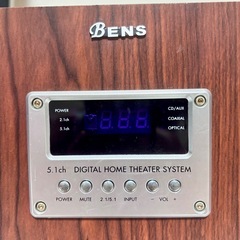 BENS
POWER
2.1ch
5.1ch
CD/AUX
COAXIAL
OPTICAL
5.1ch DIGITAL HOME THEATER SYSTEM
POWER MUTE 2.1/5.1 INPUT − VOL +